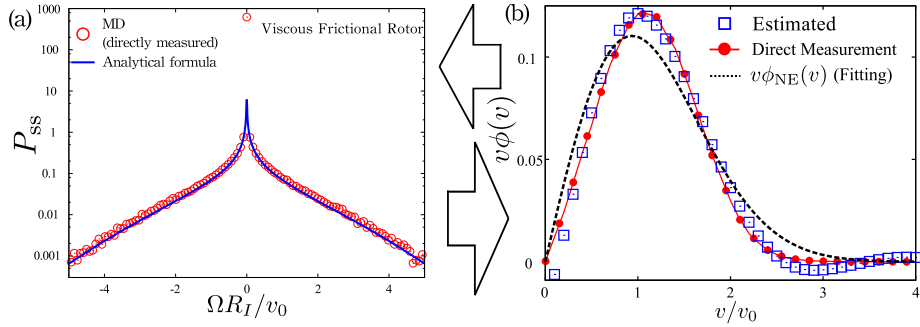 (a)
MD
(directly measured)
Analytical formula
Viscous Frictional Rotor
1000
100
10
1
0.1
0.01
0.001
P_ss
-4
-2
0
2
4
ΩR_I/v_0
(b)
Estimated
Direct Measurement
vϕ_NE(v) (Fitting)
0.1
0.05
0
vϕ(v)
0
1
2
3
4
v/v_0